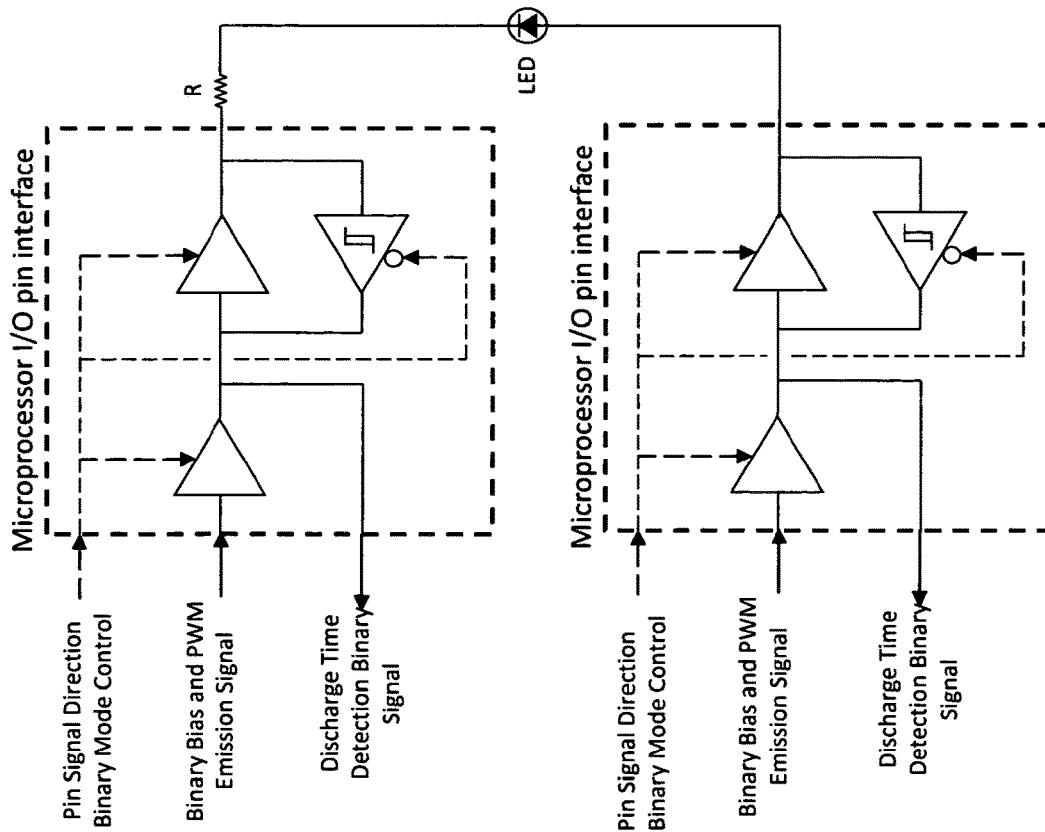 Microprocessor I/O pin interface
Pin Signal Direction
Binary Mode Control
Binary Bias and PWM
Emission Signal
Discharge Time
Detection Binary
Signal
R
LED
Microprocessor I/O pin interface
Pin Signal Direction
Binary Mode Control
Binary Bias and PWM
Emission Signal
Discharge Time
Detection Binary
Signal